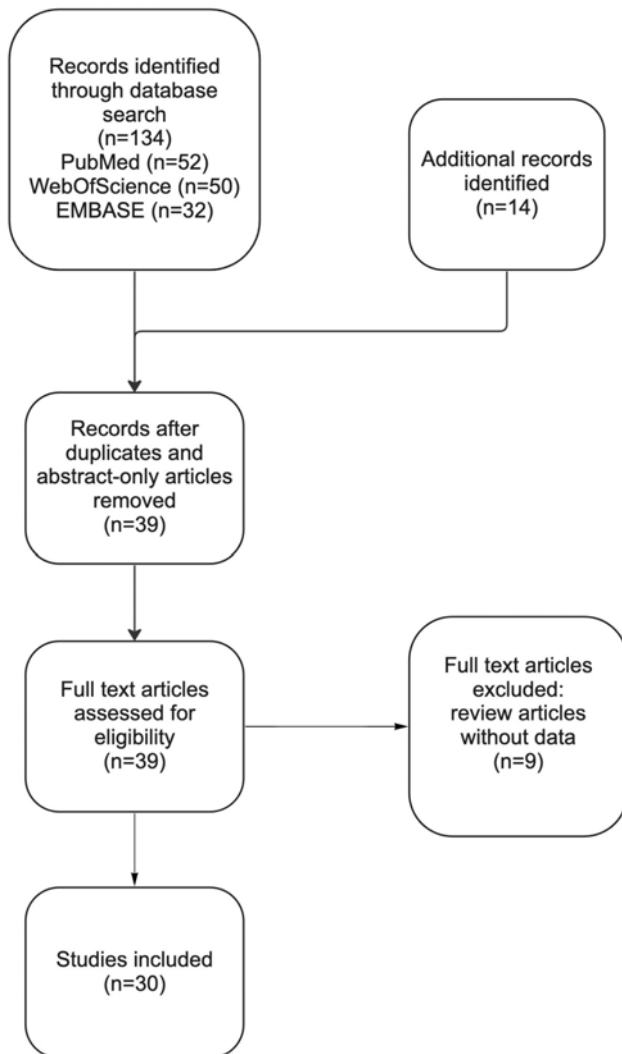 Records identified
through database
search
(n=134)
PubMed (n=52)
WebOfScience (n=50)
EMBASE (n=32)
Additional records
identified
(n=14)
Records after
duplicates and
abstract-only articles
removed
(n=39)
Full text articles
assessed for
eligibility
(n=39)
Full text articles
excluded:
review articles
without data
(n=9)
Studies included
(n=30)